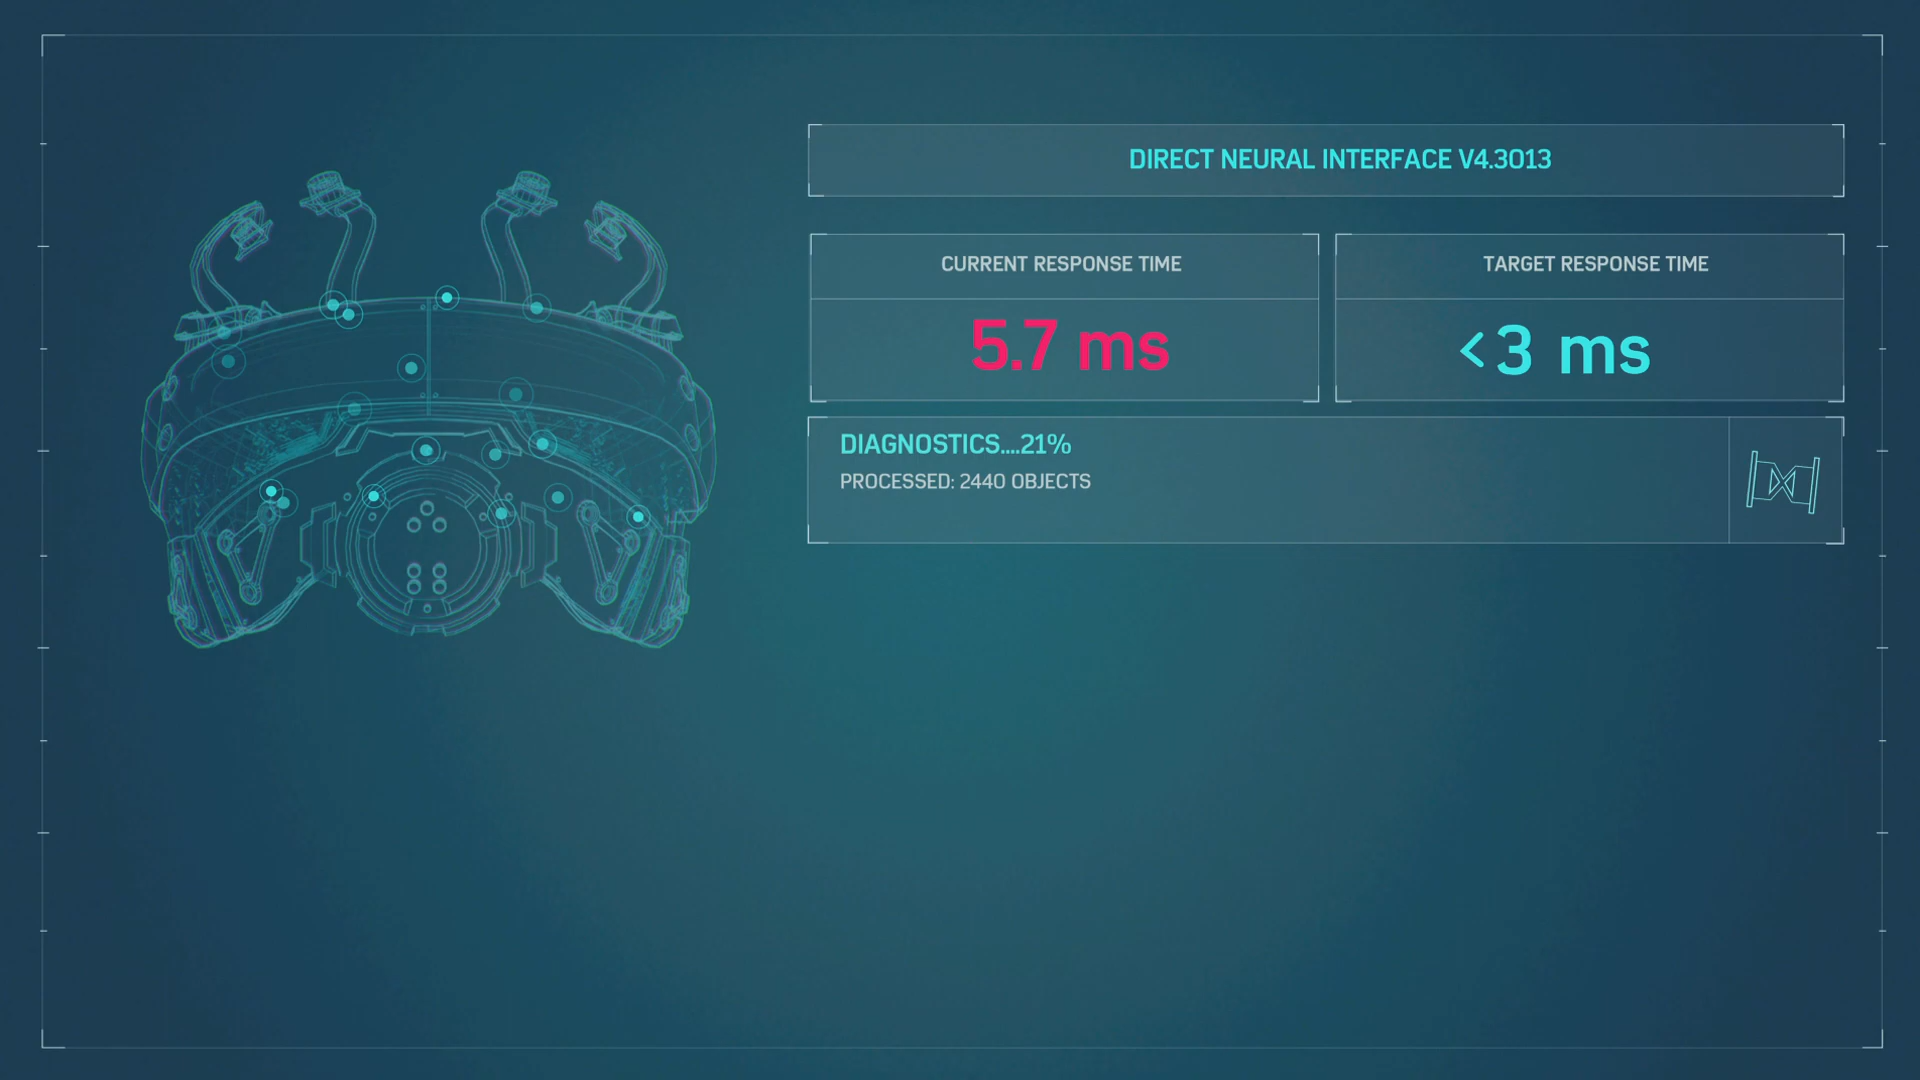 DIRECT NEURAL INTERFACE V4.3013
CURRENT RESPONSE TIME
5.7 ms
TARGET RESPONSE TIME
<3 ms
DIAGNOSTICS....21%
PROCESSED: 2440 OBJECTS